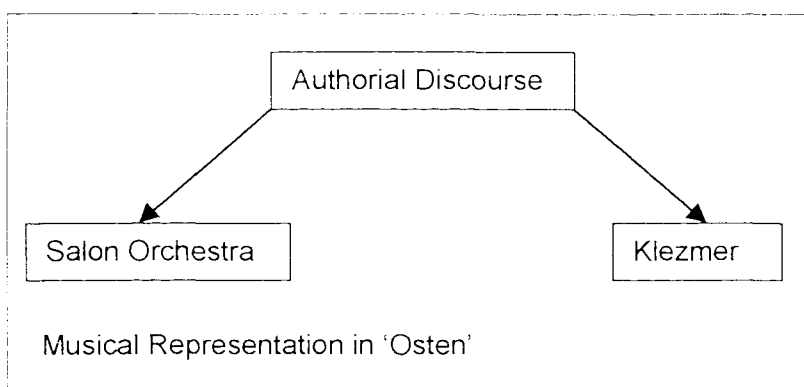 Authorial Discourse
Salon Orchestra
Klezmer
Musical Representation in ‘Osten’